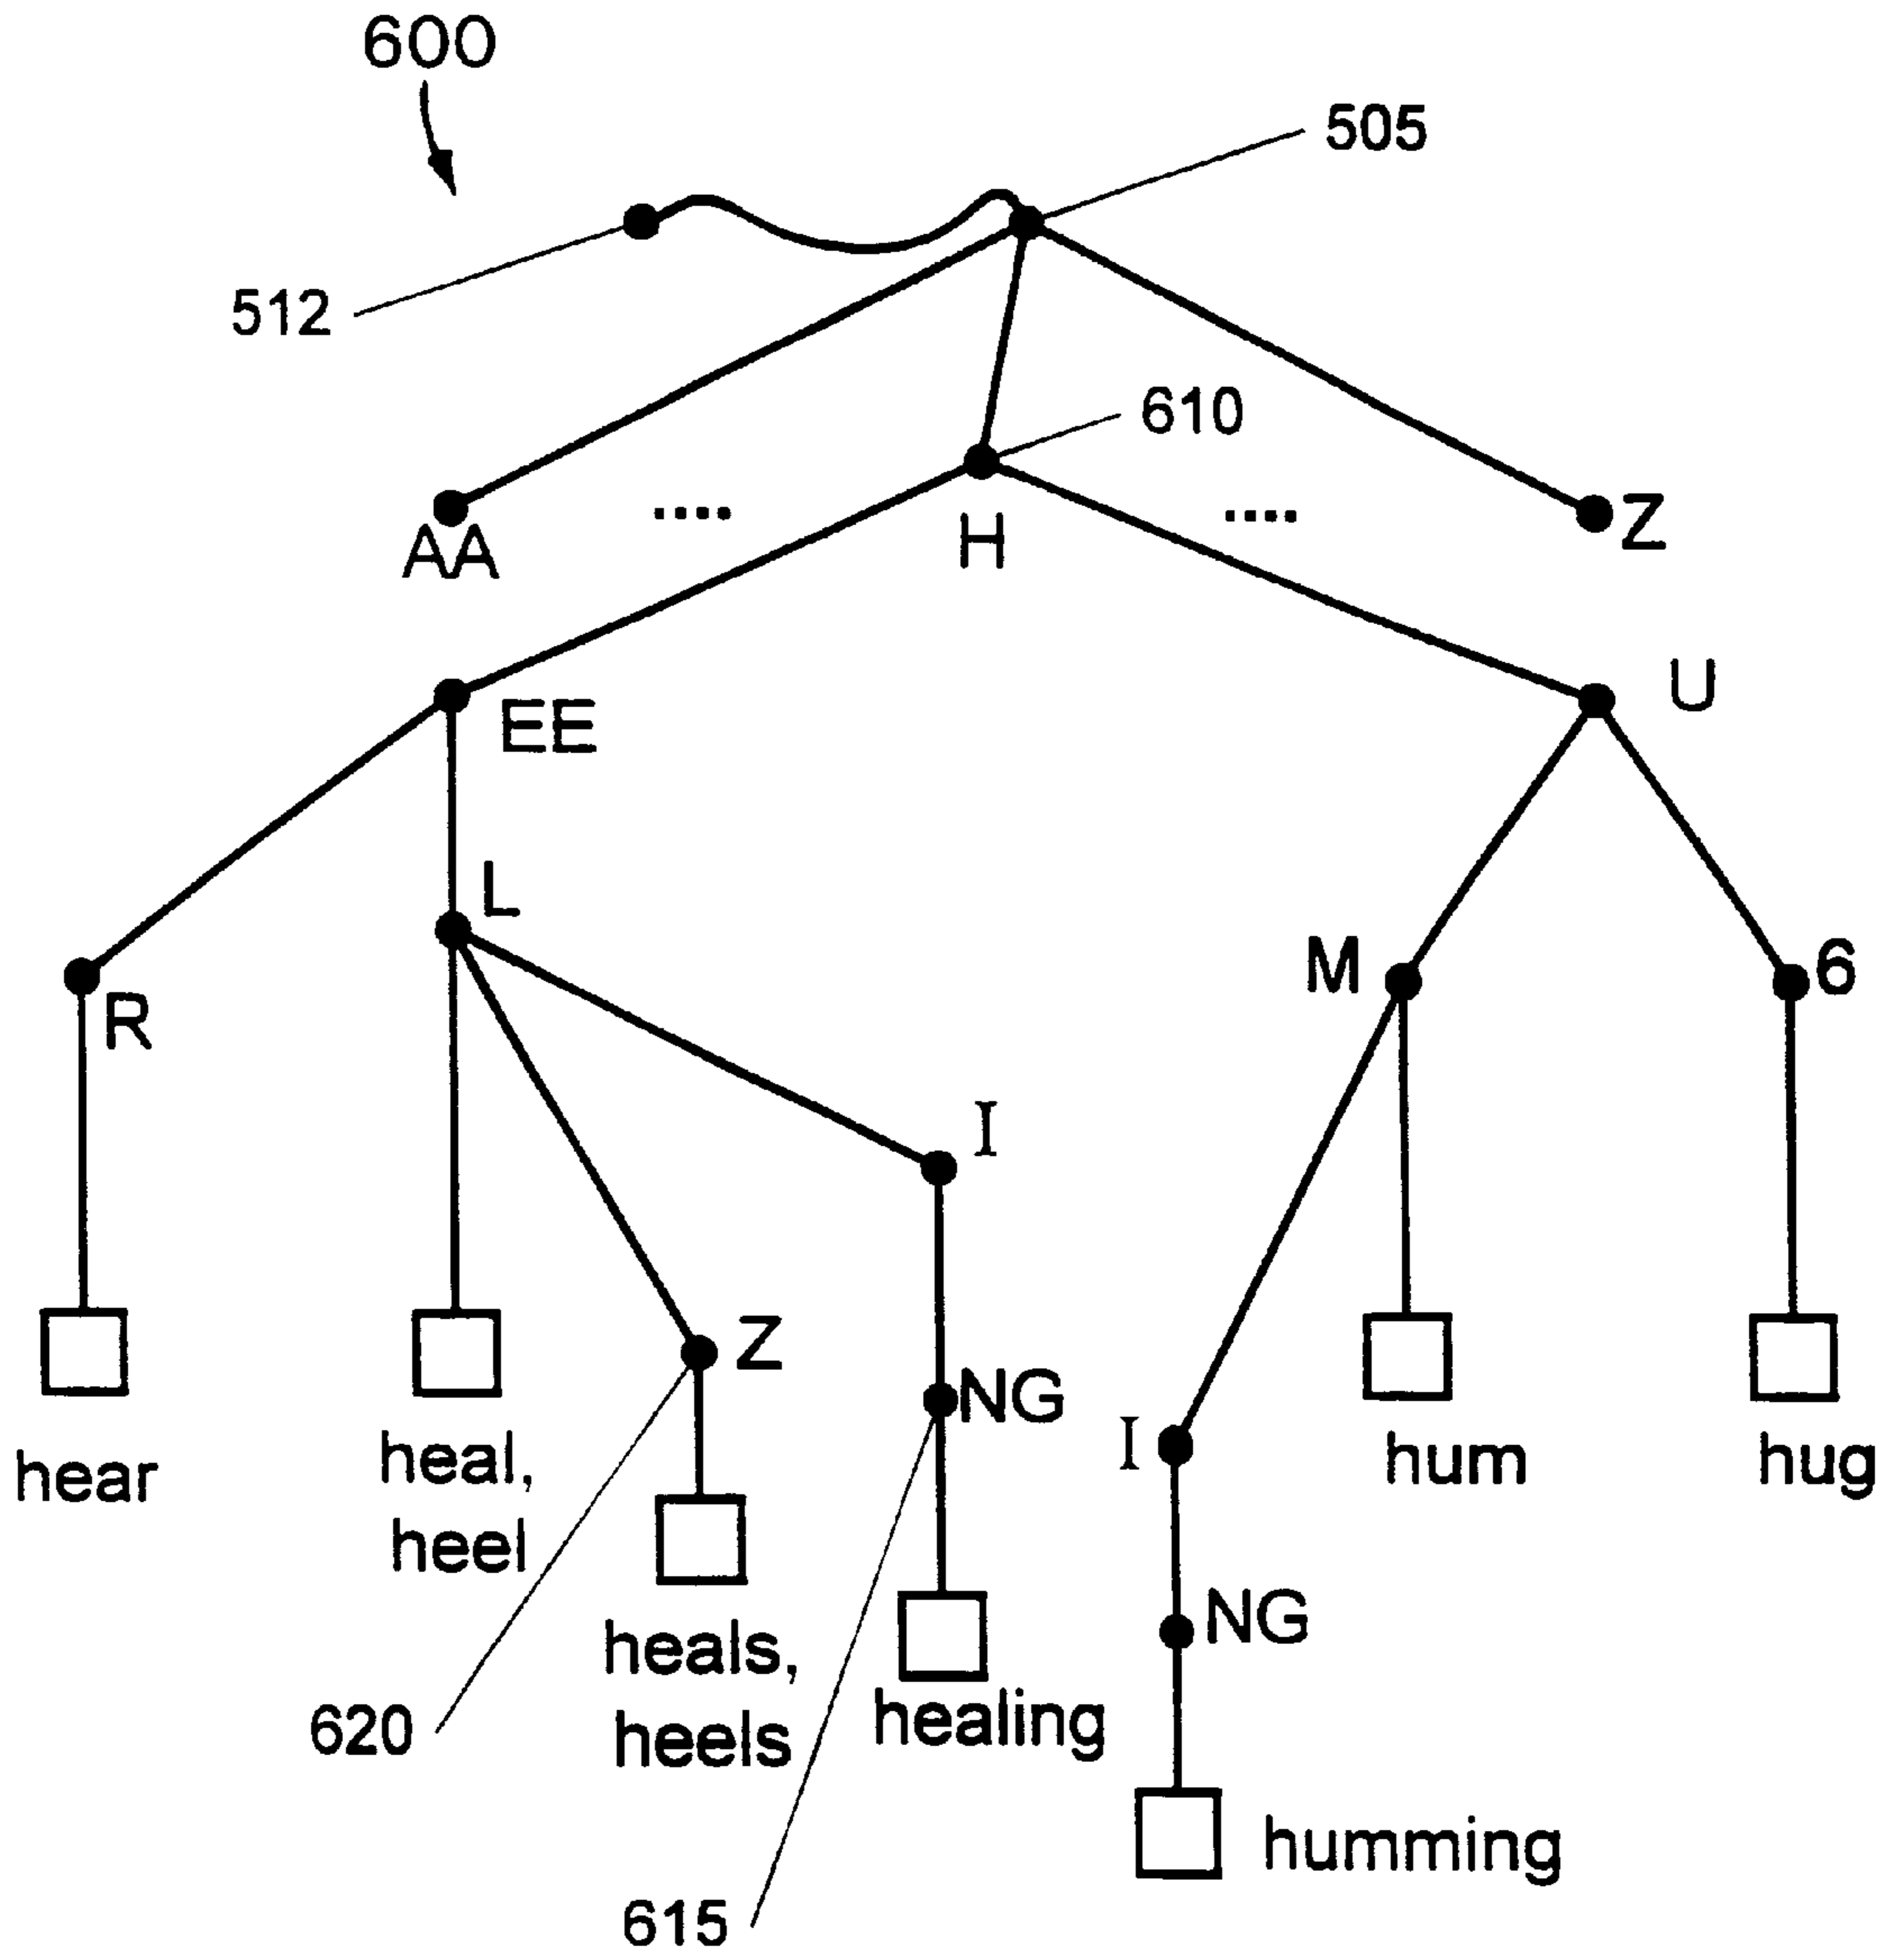 600
505
512
610
AA
....
H
....
Z
EE
U
L
R
M
6
I
Z
NG
I
hear
heal,
heel
hum
hug
NG
heals,
heels
healing
620
humming
615